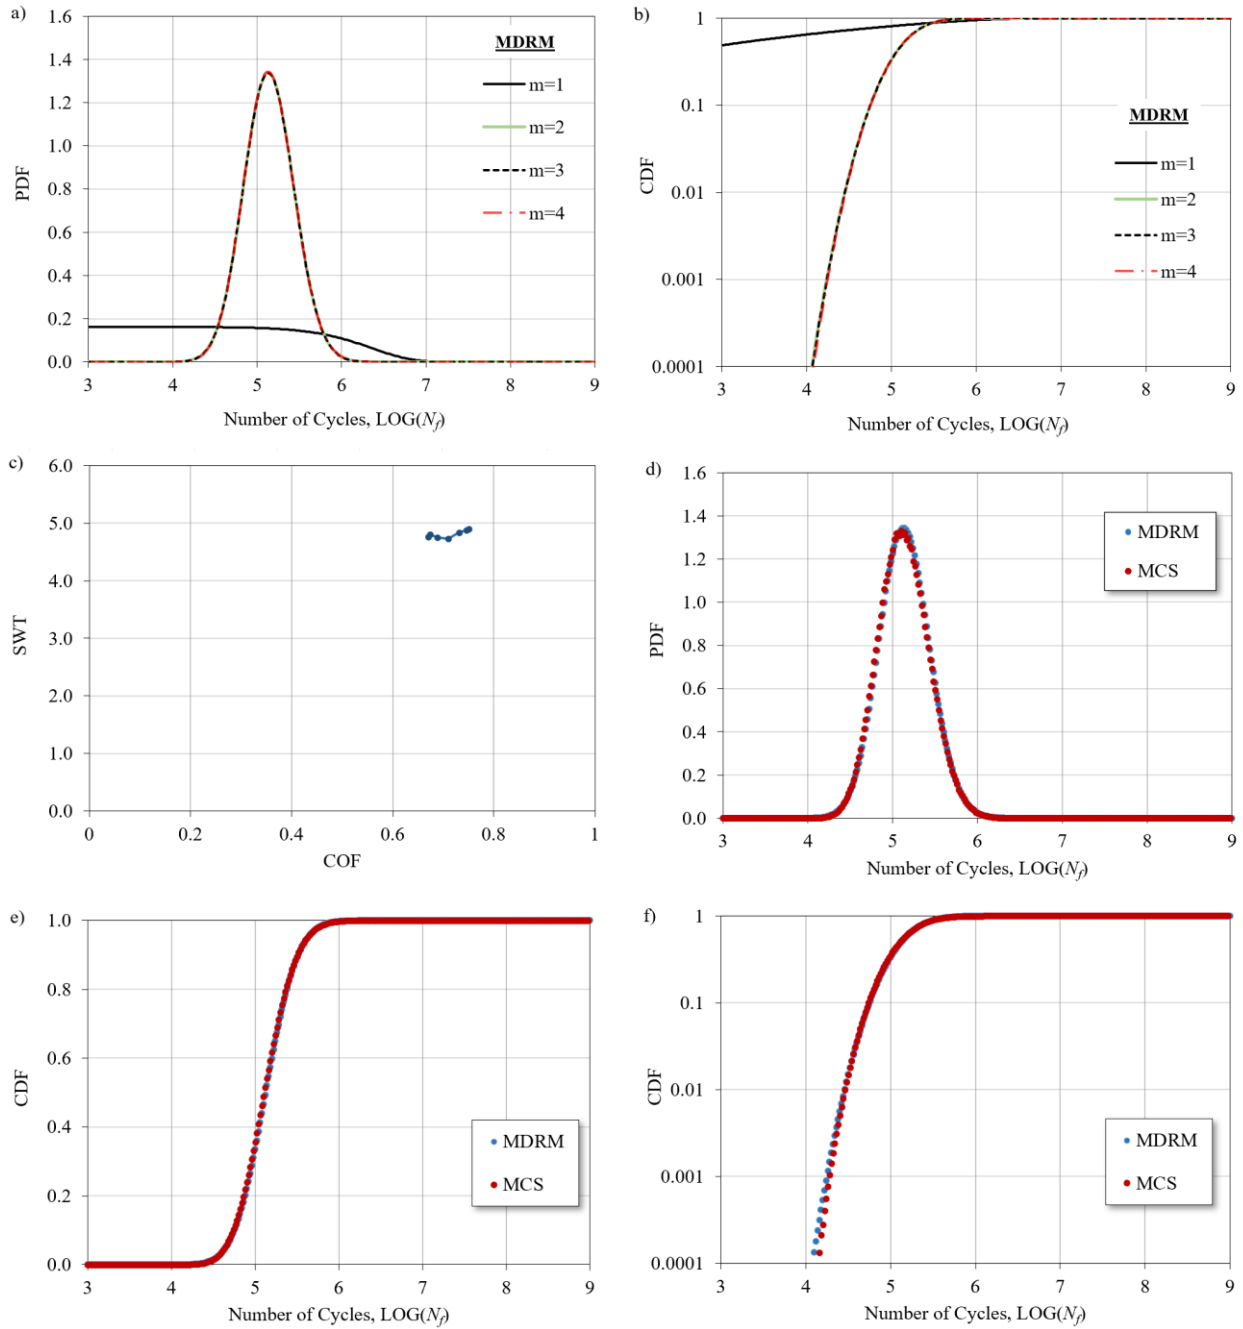 a)
1.6
1.4
1.2
1.0
0.8
0.6
0.4
0.2
0.0
PDF
MDRM
m=1
m=2
m=3
m=4
3 4 5 6 7 8 9
Number of Cycles, LOG(Nf)
b)
1
0.1
0.01
0.001
0.0001
CDF
MDRM
m=1
m=2
m=3
m=4
3 4 5 6 7 8 9
Number of Cycles, LOG(Nf)
c)
6.0
5.0
4.0
3.0
2.0
1.0
0.0
SWT
0 0.2 0.4 0.6 0.8 1
COF
d)
1.6
1.4
1.2
1.0
0.8
0.6
0.4
0.2
0.0
PDF
MDRM
MCS
3 4 5 6 7 8 9
Number of Cycles, LOG(Nf)
e)
1.0
0.8
0.6
0.4
0.2
0.0
CDF
MDRM
MCS
3 4 5 6 7 8 9
Number of Cycles, LOG(Nf)
f)
1
0.1
0.01
0.001
0.0001
CDF
MDRM
MCS
3 4 5 6 7 8 9
Number of Cycles, LOG(Nf)